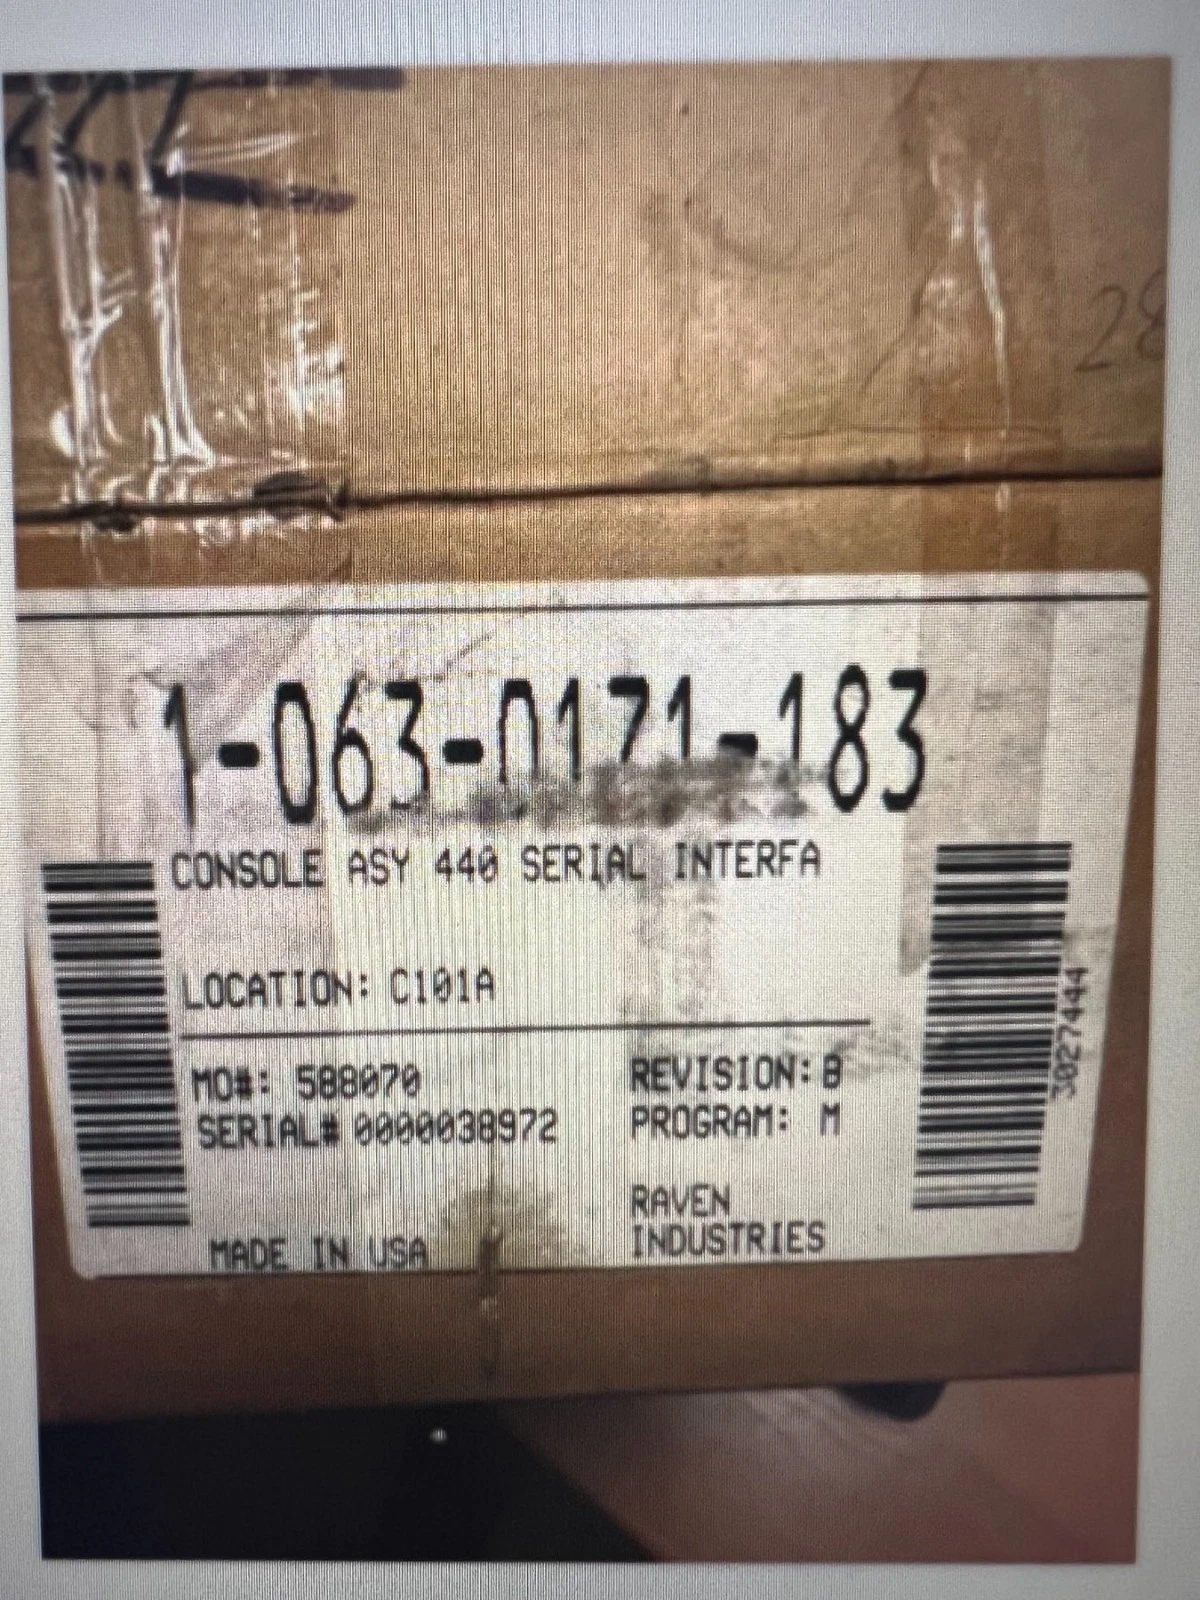 28
1-063-0171-183
CONSOLE ASY 440 SERIAL INTERFA
LOCATION: C101A
MO#: 588070
SERIAL# 0000038972
MADE IN USA
REVISION: B
PROGRAM: M
RAVEN
INDUSTRIES
3027444